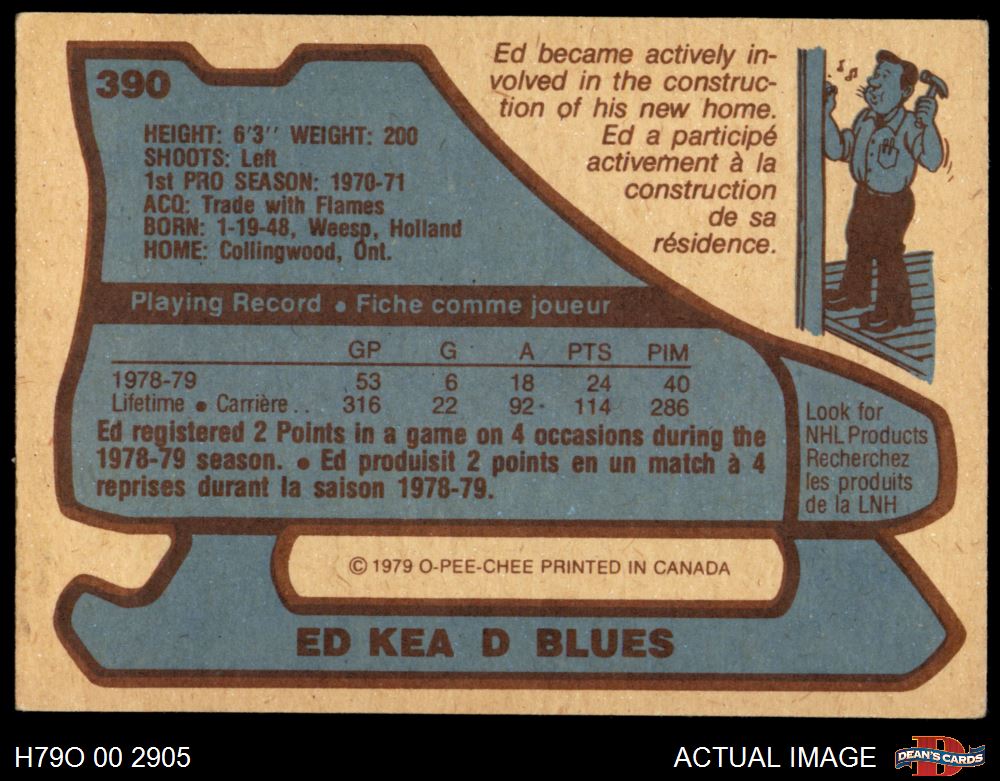 390
HEIGHT: 6'3'' WEIGHT: 200
SHOOTS: Left
1st PRO SEASON: 1970-71
ACQ: Trade with Flames
BORN: 1-19-48, Weesp, Holland
HOME: Collingwood, Ont.
Ed became actively in-
volved in the construc-
tion of his new home.
Ed a participé
activement à la
construction
de sa
résidence.
Playing Record • Fiche comme joueur
GP G A PTS PIM
1978-79 53 6 18 24 40
Lifetime • Carrière .. 316 22 92· 114 286
Ed registered 2 Points in a game on 4 occasions during the
1978-79 season. • Ed produisit 2 points en un match à 4
reprises durant la saison 1978-79.
Look for
NHL Products
Recherchez
les produits
de la LNH
© 1979 O-PEE-CHEE PRINTED IN CANADA
ED KEA D BLUES
H79O 00 2905
ACTUAL IMAGE
D
DEAN'S CARDS